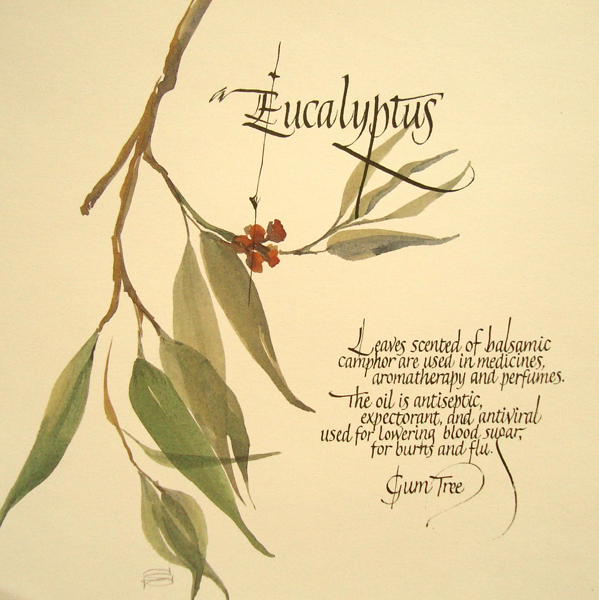 Eucalyptus
Leaves scented of balsamic
camphor are used in medicines,
aromatherapy and perfumes.
The oil is antiseptic,
expectorant, and antiviral
used for lowering blood sugar,
for burns and flu.
Gum Tree